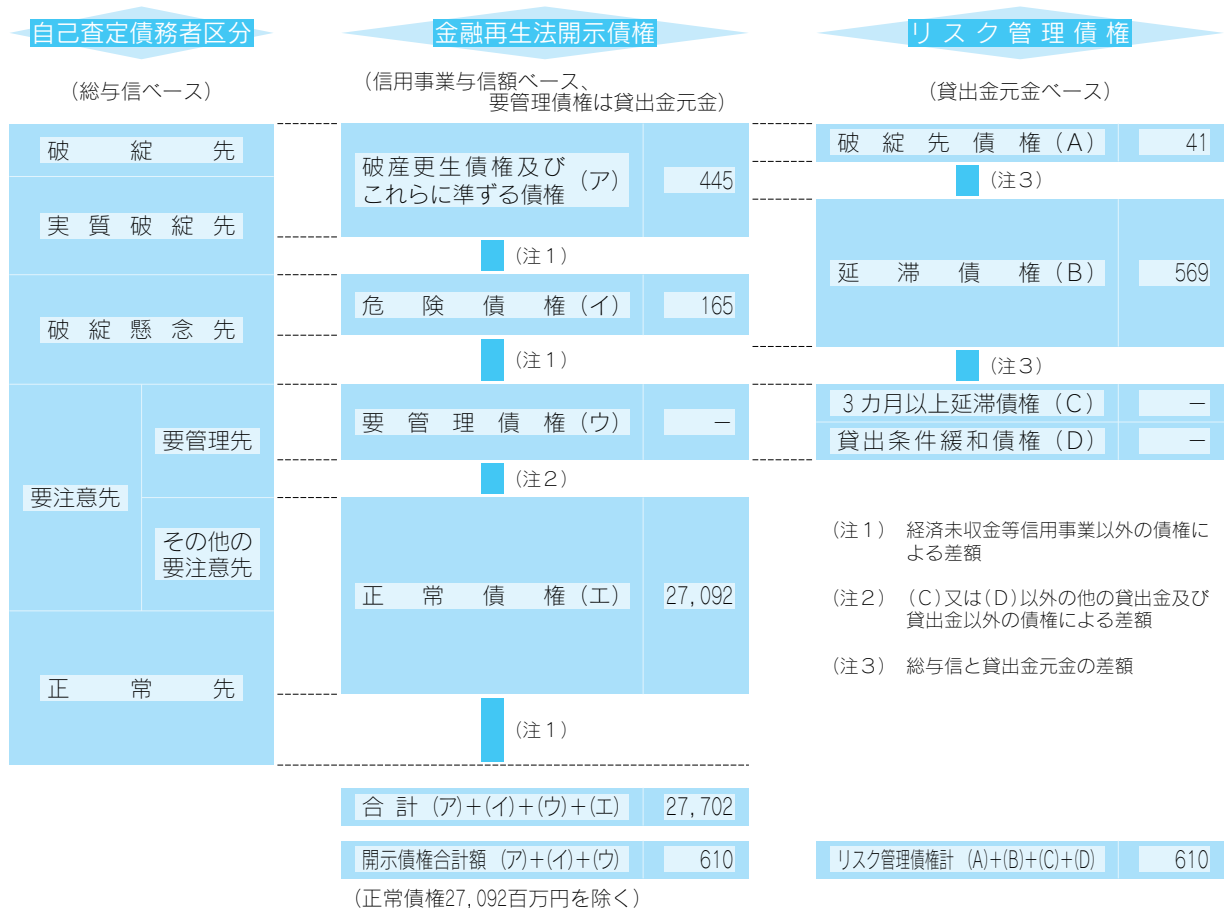 自己査定債務者区分
(総与信ベース)
破綻先
実質破綻先
破綻懸念先
要注意先
要管理先
その他の
要注意先
正常先
金融再生法開示債権
(信用事業与信額ベース、
要管理債権は貸出金元金)
破産更生債権及び
これらに準ずる債権 (ア) 445
(注1)
危険債権(イ) 165
(注1)
要管理債権(ウ) －
(注2)
正常債権(エ) 27,092
(注1)
合計 (ア)+(イ)+(ウ)+(エ) 27,702
開示債権合計額 (ア)+(イ)+(ウ) 610
(正常債権27,092百万円を除く)
リスク管理債権
(貸出金元金ベース)
破綻先債権(A) 41
(注3)
延滞債権(B) 569
(注3)
3カ月以上延滞債権(C) －
貸出条件緩和債権(D) －
(注1) 経済未収金等信用事業以外の債権に
よる差額
(注2) (C)又は(D)以外の他の貸出金及び
貸出金以外の債権による差額
(注3) 総与信と貸出金元金の差額
リスク管理債権計 (A)+(B)+(C)+(D) 610